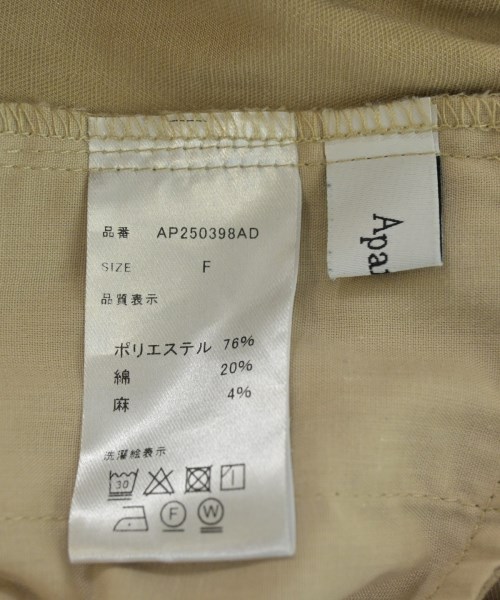 品番 AP250398AD
SIZE F
品質表示
ポリエステル 76%
綿 20%
麻 4%
洗濯絵表示
30
F W
Apa